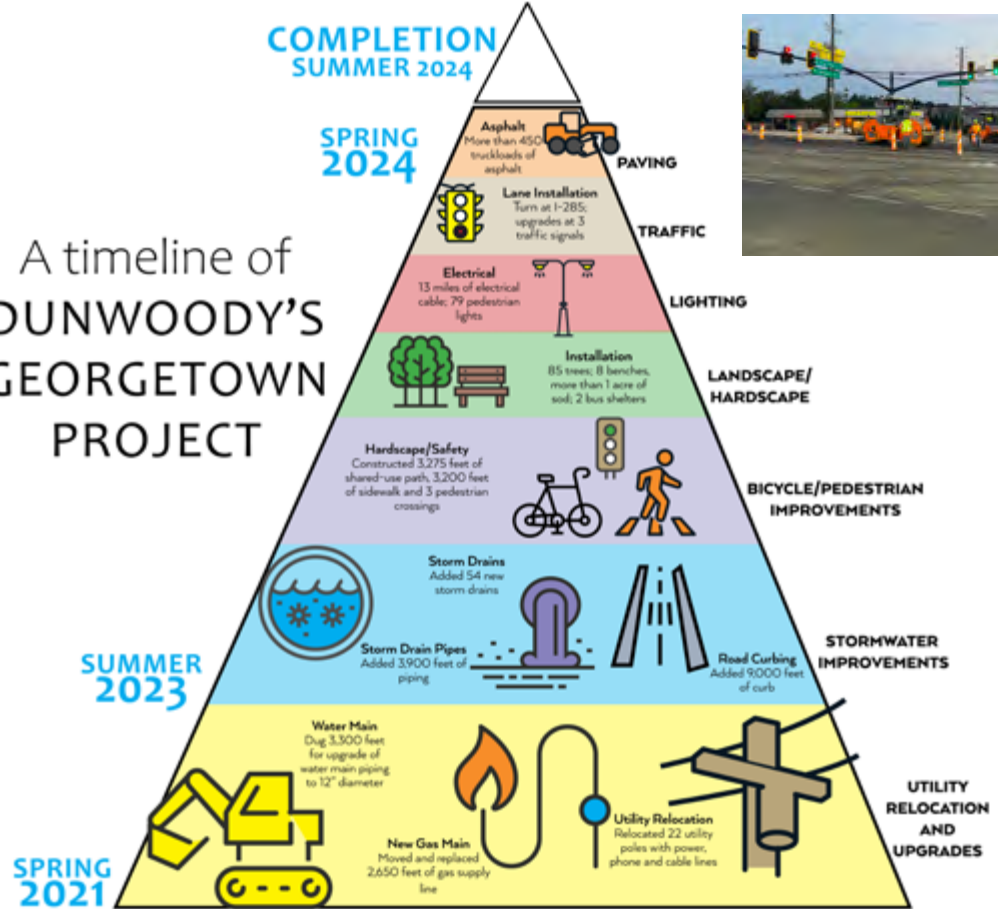 COMPLETION
SUMMER 2024
SPRING
2024
Asphalt
More than 450
truckloads of
asphalt
PAVING
Lane Installation
Turn at I-285;
upgrades at 3
traffic signals
TRAFFIC
A timeline of
DUNWOODY'S
GEORGETOWN
PROJECT
Electrical
13 miles of electrical
cable; 79 pedestrian
lights
LIGHTING
Installation
85 trees; 8 benches,
more than 1 acre of
sod; 2 bus shelters
LANDSCAPE/
HARDSCAPE
Hardscape/Safety
Constructed 3,275 feet of
shared-use path, 3,200 feet
of sidewalk and 3 pedestrian
crossings
BICYCLE/PEDESTRIAN
IMPROVEMENTS
Storm Drains
Added 54 new
storm drains
Storm Drain Pipes
Added 3,900 feet of
piping
Road Curbing
Added 9,000 feet
of curb
STORMWATER
IMPROVEMENTS
SUMMER
2023
Water Main
Dug 3,300 feet
for upgrade of
water main piping
to 12" diameter
New Gas Main
Moved and replaced
2,650 feet of gas supply
line
Utility Relocation
Relocated 22 utility
poles with power,
phone and cable lines
UTILITY
RELOCATION
AND
UPGRADES
SPRING
2021